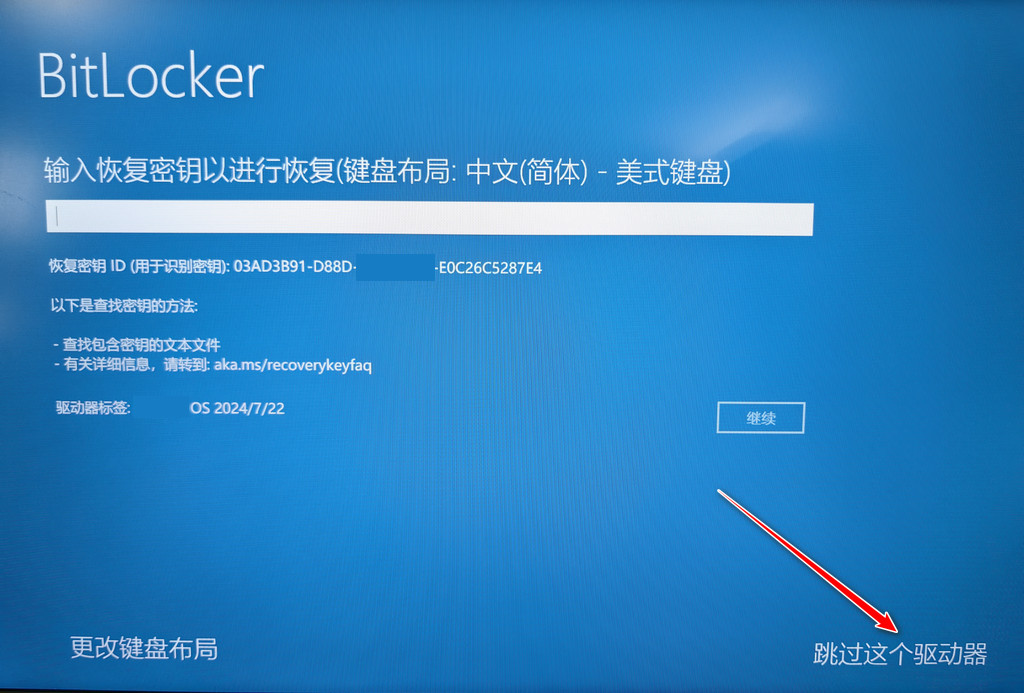 BitLocker
输入恢复密钥以进行恢复(键盘布局: 中文(简体) - 美式键盘)
恢复密钥 ID (用于识别密钥): 03AD3B91-D88D- -E0C26C5287E4
以下是查找密钥的方法:
- 查找包含密钥的文本文件
- 有关详细信息，请转到: aka.ms/recoverykeyfaq
驱动器标签: OS 2024/7/22
继续
更改键盘布局
跳过这个驱动器